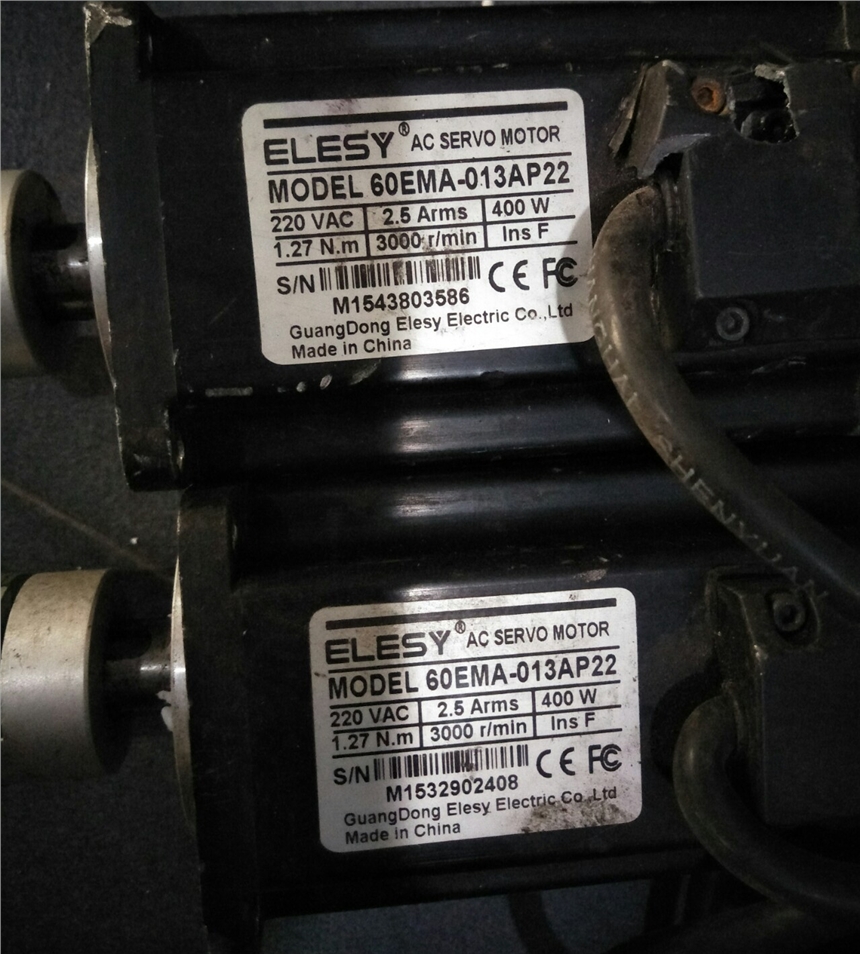 ELESY® AC SERVO MOTOR
MODEL 60EMA-013AP22
220 VAC 2.5 Arms 400 W
1.27 N.m 3000 r/min Ins F
S/N CE FC
M1543803586
GuangDong Elesy Electric Co.,Ltd
Made in China
SHENYUAN
ELESY® AC SERVO MOTOR
MODEL 60EMA-013AP22
220 VAC 2.5 Arms 400 W
1.27 N.m 3000 r/min Ins F
S/N CE FC
M1532902408
GuangDong Elesy Electric Co.,Ltd
Made in China